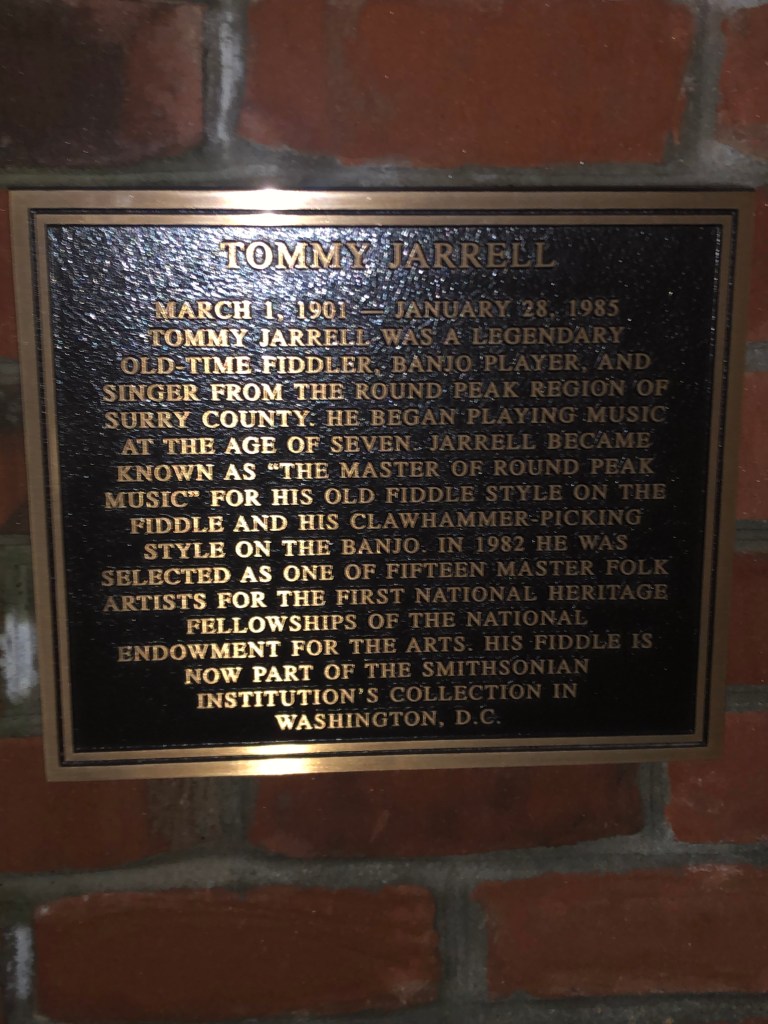 TOMMY JARRELL
MARCH 1, 1901 — JANUARY 28, 1985
TOMMY JARRELL WAS A LEGENDARY
OLD-TIME FIDDLER, BANJO PLAYER, AND
SINGER FROM THE ROUND PEAK REGION OF
SURRY COUNTY. HE BEGAN PLAYING MUSIC
AT THE AGE OF SEVEN. JARRELL BECAME
KNOWN AS “THE MASTER OF ROUND PEAK
MUSIC” FOR HIS OLD FIDDLE STYLE ON THE
FIDDLE AND HIS CLAWHAMMER-PICKING
STYLE ON THE BANJO. IN 1982 HE WAS
SELECTED AS ONE OF FIFTEEN MASTER FOLK
ARTISTS FOR THE FIRST NATIONAL HERITAGE
FELLOWSHIPS OF THE NATIONAL
ENDOWMENT FOR THE ARTS. HIS FIDDLE IS
NOW PART OF THE SMITHSONIAN
INSTITUTION’S COLLECTION IN
WASHINGTON, D.C.